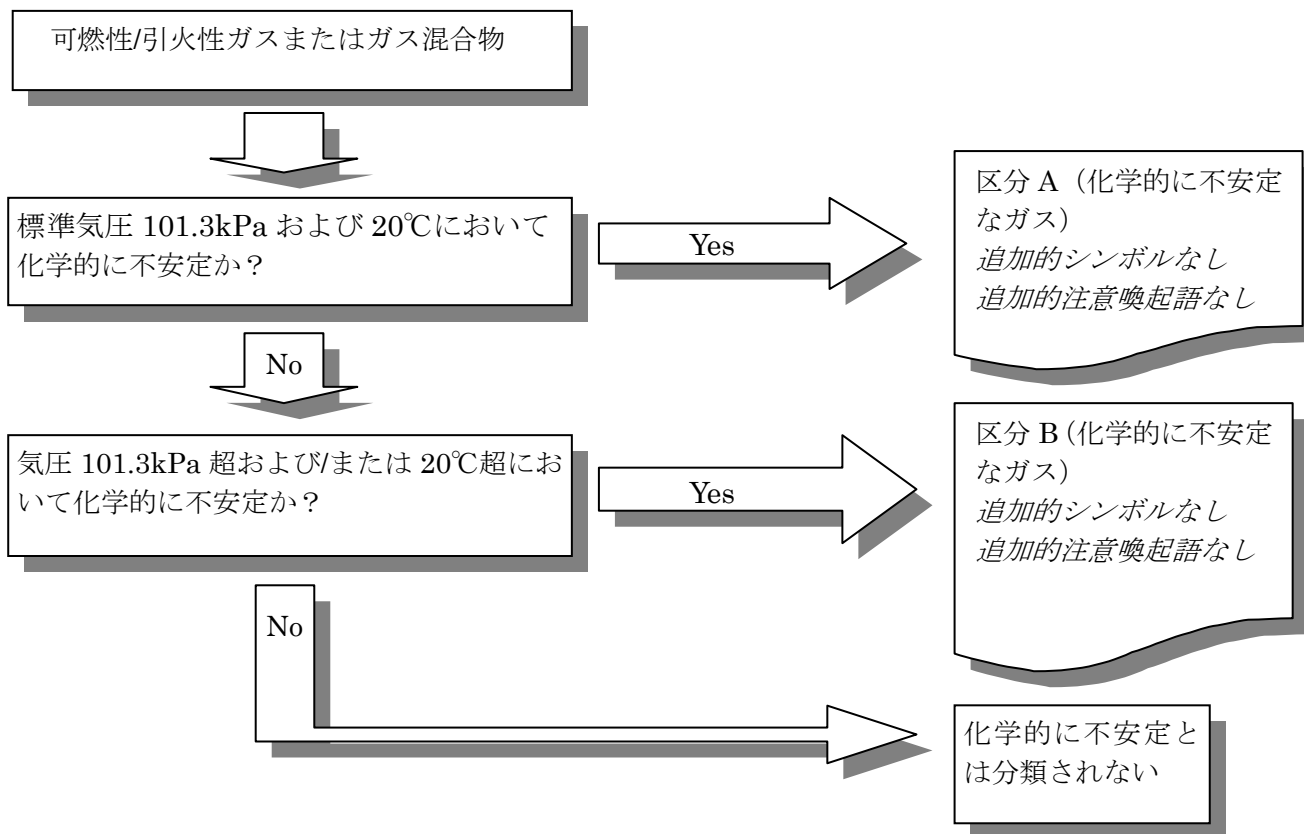 可燃性/引火性ガスまたはガス混合物
標準気圧 101.3kPa および 20℃において
化学的に不安定か？
Yes
区分 A（化学的に不安定
なガス）
追加的シンボルなし
追加的注意喚起語なし
No
気圧 101.3kPa 超および/または 20℃超にお
いて化学的に不安定か？
Yes
区分 B（化学的に不安定
なガス）
追加的シンボルなし
追加的注意喚起語なし
No
化学的に不安定と
は分類されない